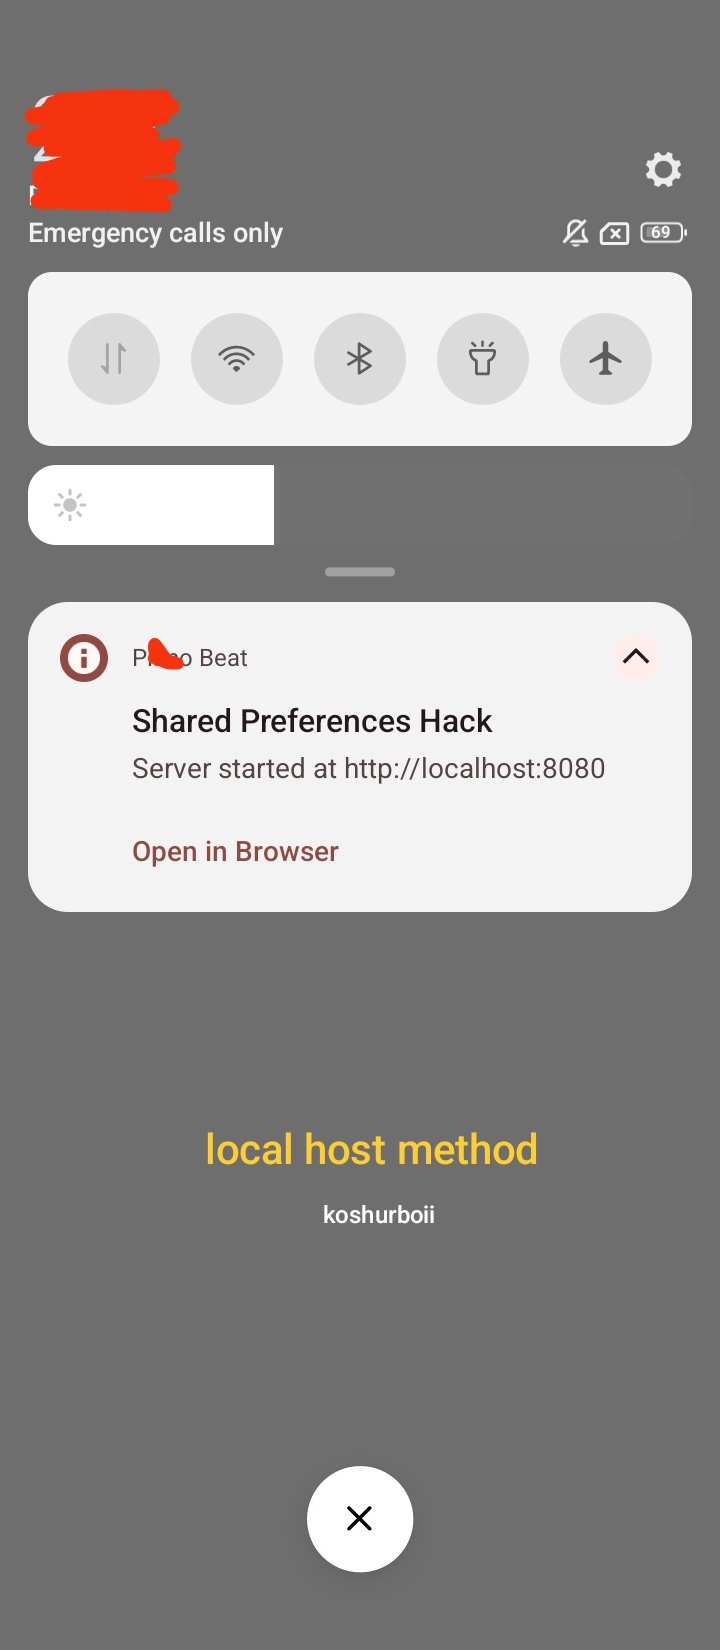 Emergency calls only
69
Beat
Shared Preferences Hack
Server started at http://localhost:8080
Open in Browser
local host method
koshurboii